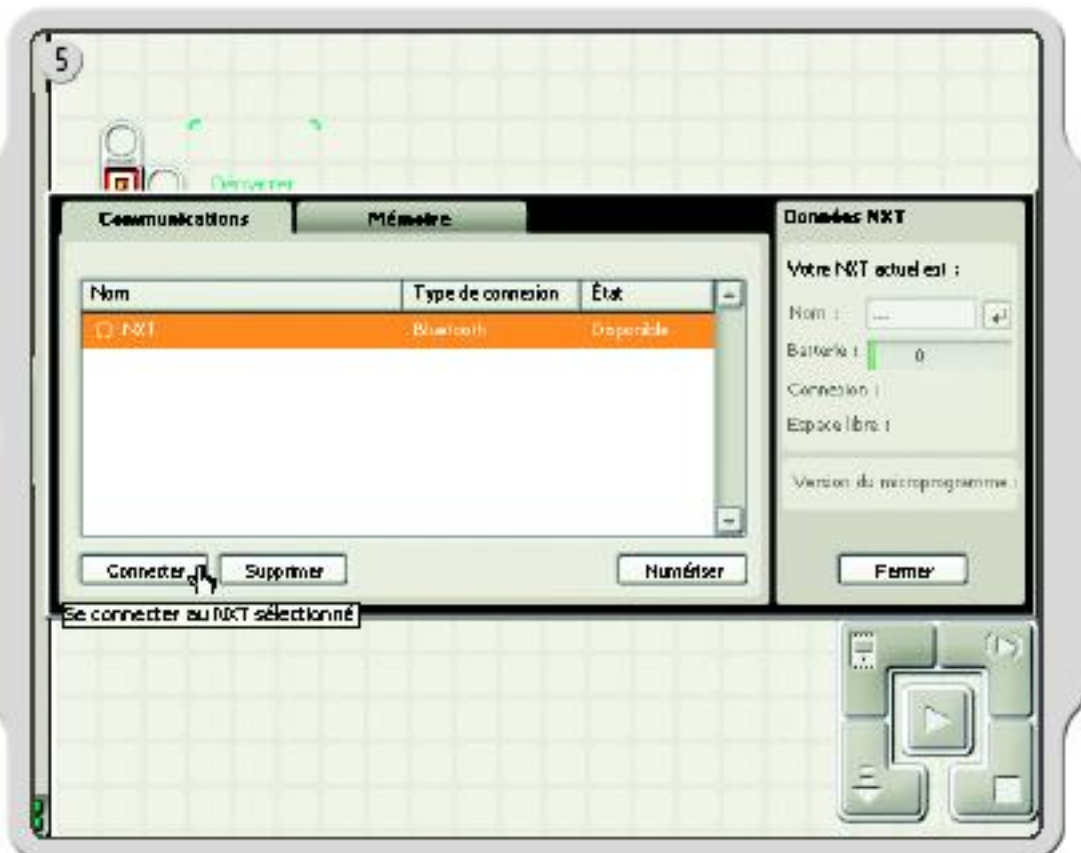 5
Démarrer
Communications
Mémoire
Nom
Type de connexion
État
NXT
Bluetooth
Disponible
Connecter
Supprimer
Numériser
Se connecter au NXT sélectionné
Données NXT
Votre NXT actuel est :
Nom :
---
Batterie :
0
Connexion :
Espace libre :
Version du microprogramme :
Fermer